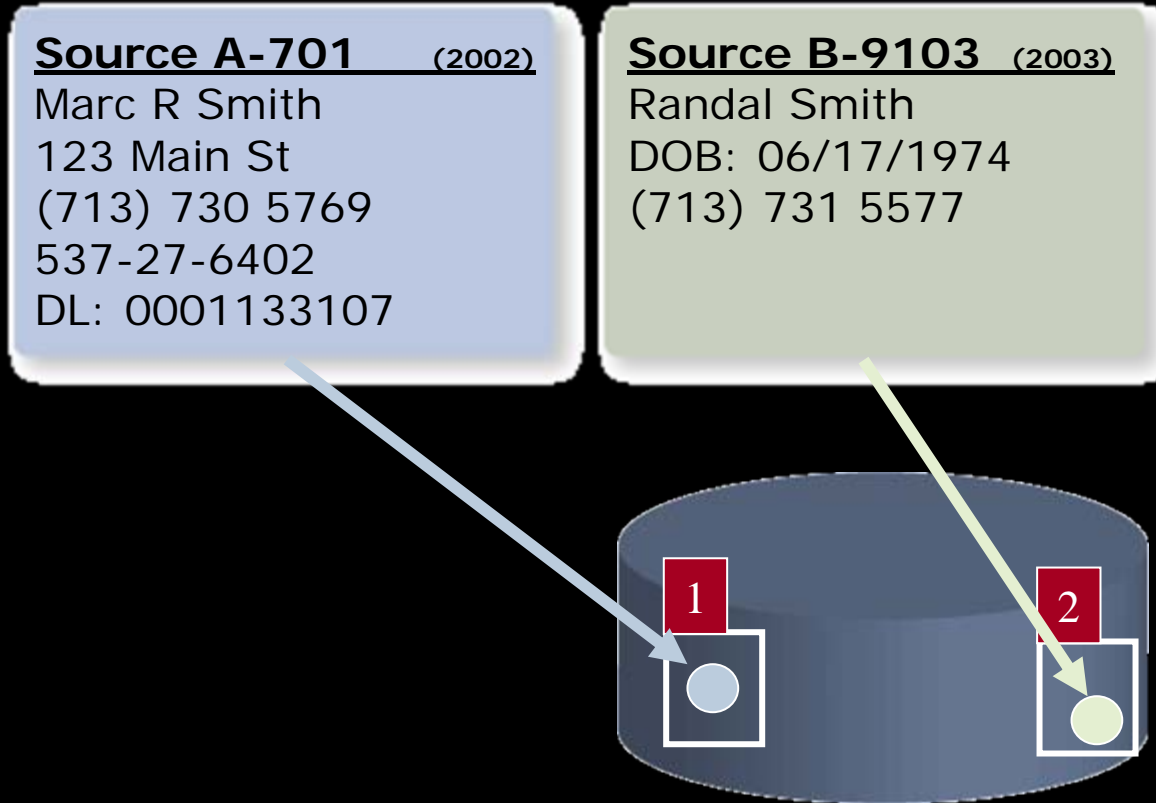 Source A-701 (2002)
Marc R Smith
123 Main St
(713) 730 5769
537-27-6402
DL: 0001133107
Source B-9103 (2003)
Randal Smith
DOB: 06/17/1974
(713) 731 5577
1
2